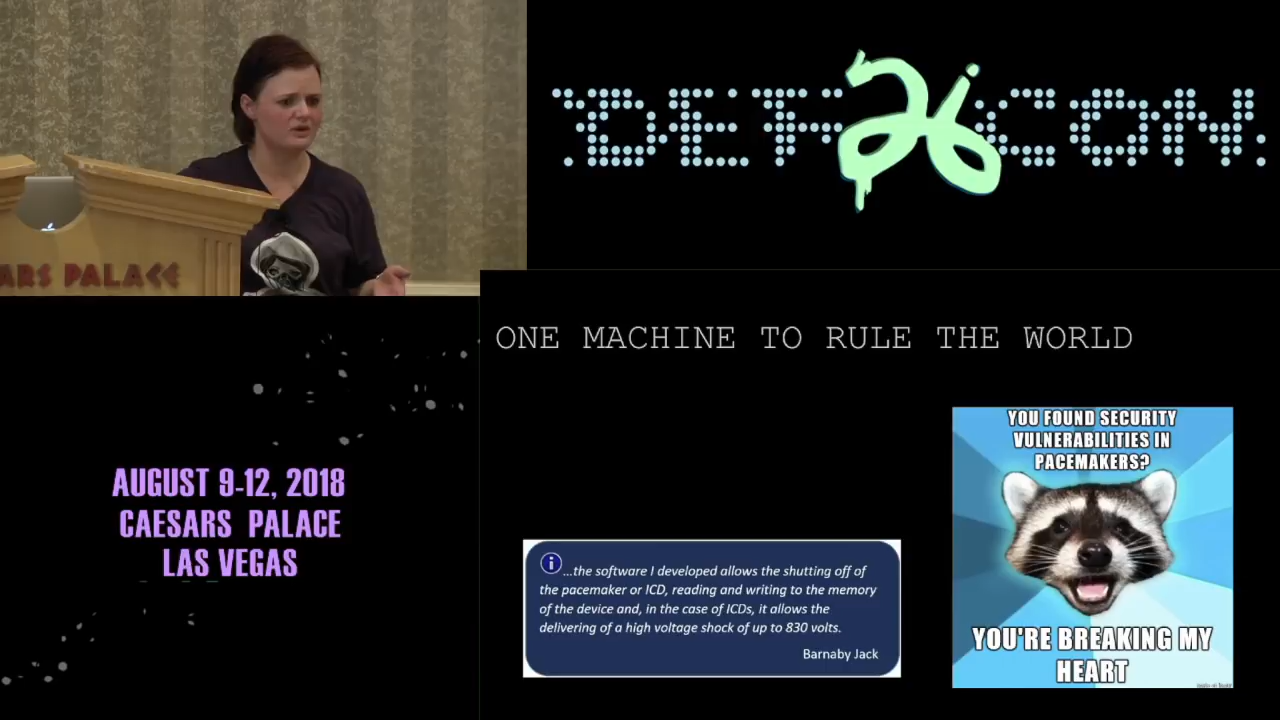 DEF CON
26
ARS PALACE
ONE MACHINE TO RULE THE WORLD
YOU FOUND SECURITY
VULNERABILITIES IN
PACEMAKERS?
AUGUST 9-12, 2018
CAESARS PALACE
LAS VEGAS
i
...the software I developed allows the shutting off of
the pacemaker or ICD, reading and writing to the memory
of the device and, in the case of ICDs, it allows the
delivering of a high voltage shock of up to 830 volts.
Barnaby Jack
YOU'RE BREAKING MY
HEART